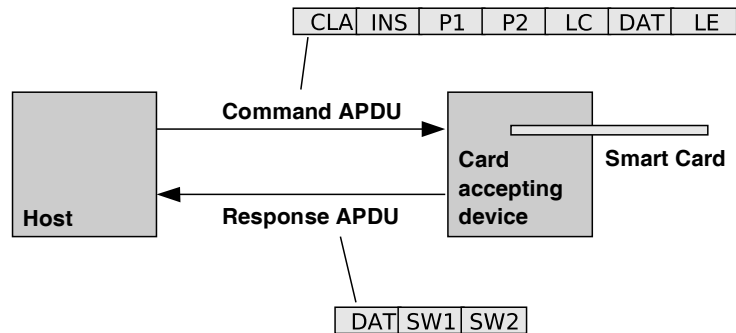 CLA INS P1 P2 LC DAT LE
Command APDU
Card
accepting
device
Smart Card
Host
Response APDU
DAT SW1 SW2